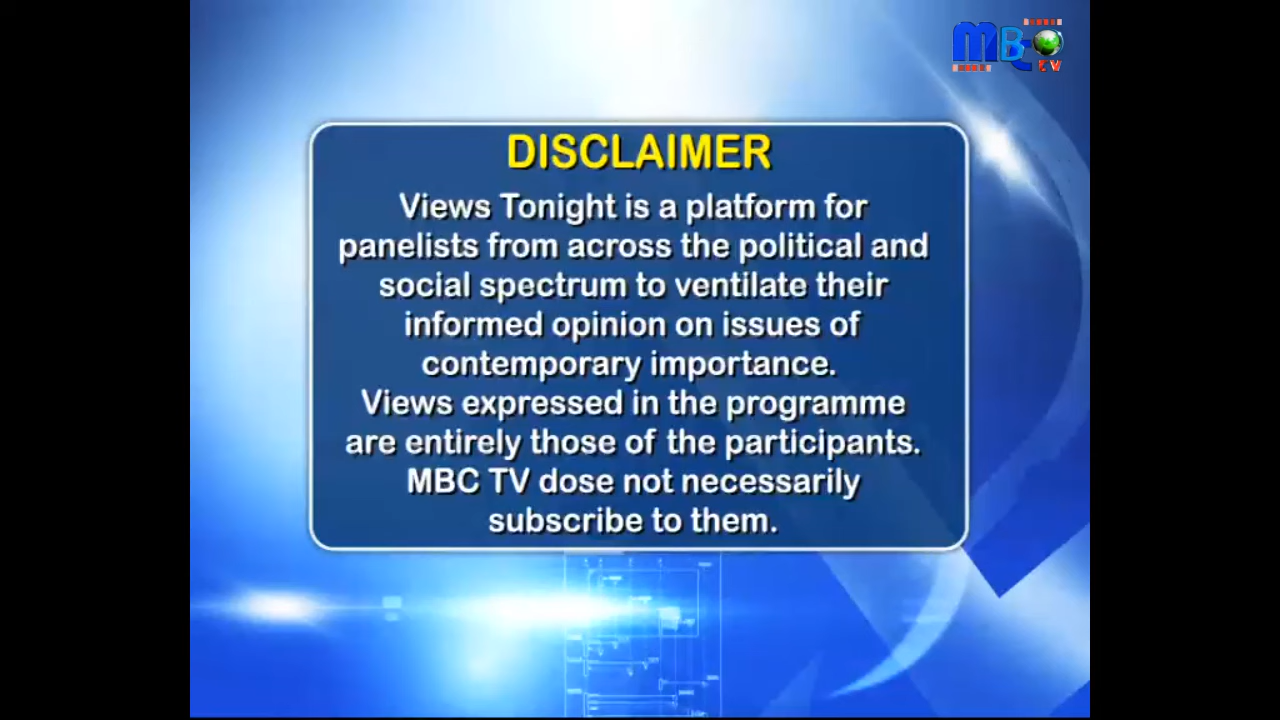 MBC TV
DISCLAIMER
Views Tonight is a platform for
panelists from across the political and
social spectrum to ventilate their
informed opinion on issues of
contemporary importance.
Views expressed in the programme
are entirely those of the participants.
MBC TV dose not necessarily
subscribe to them.